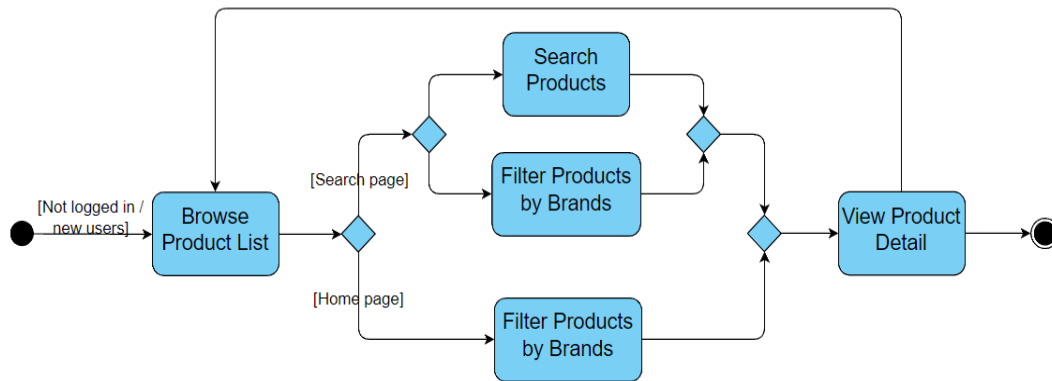 Search
Products
[Search page]
Filter Products
by Brands
[Not logged in /
new users]
Browse
Product List
View Product
Detail
[Home page]
Filter Products
by Brands